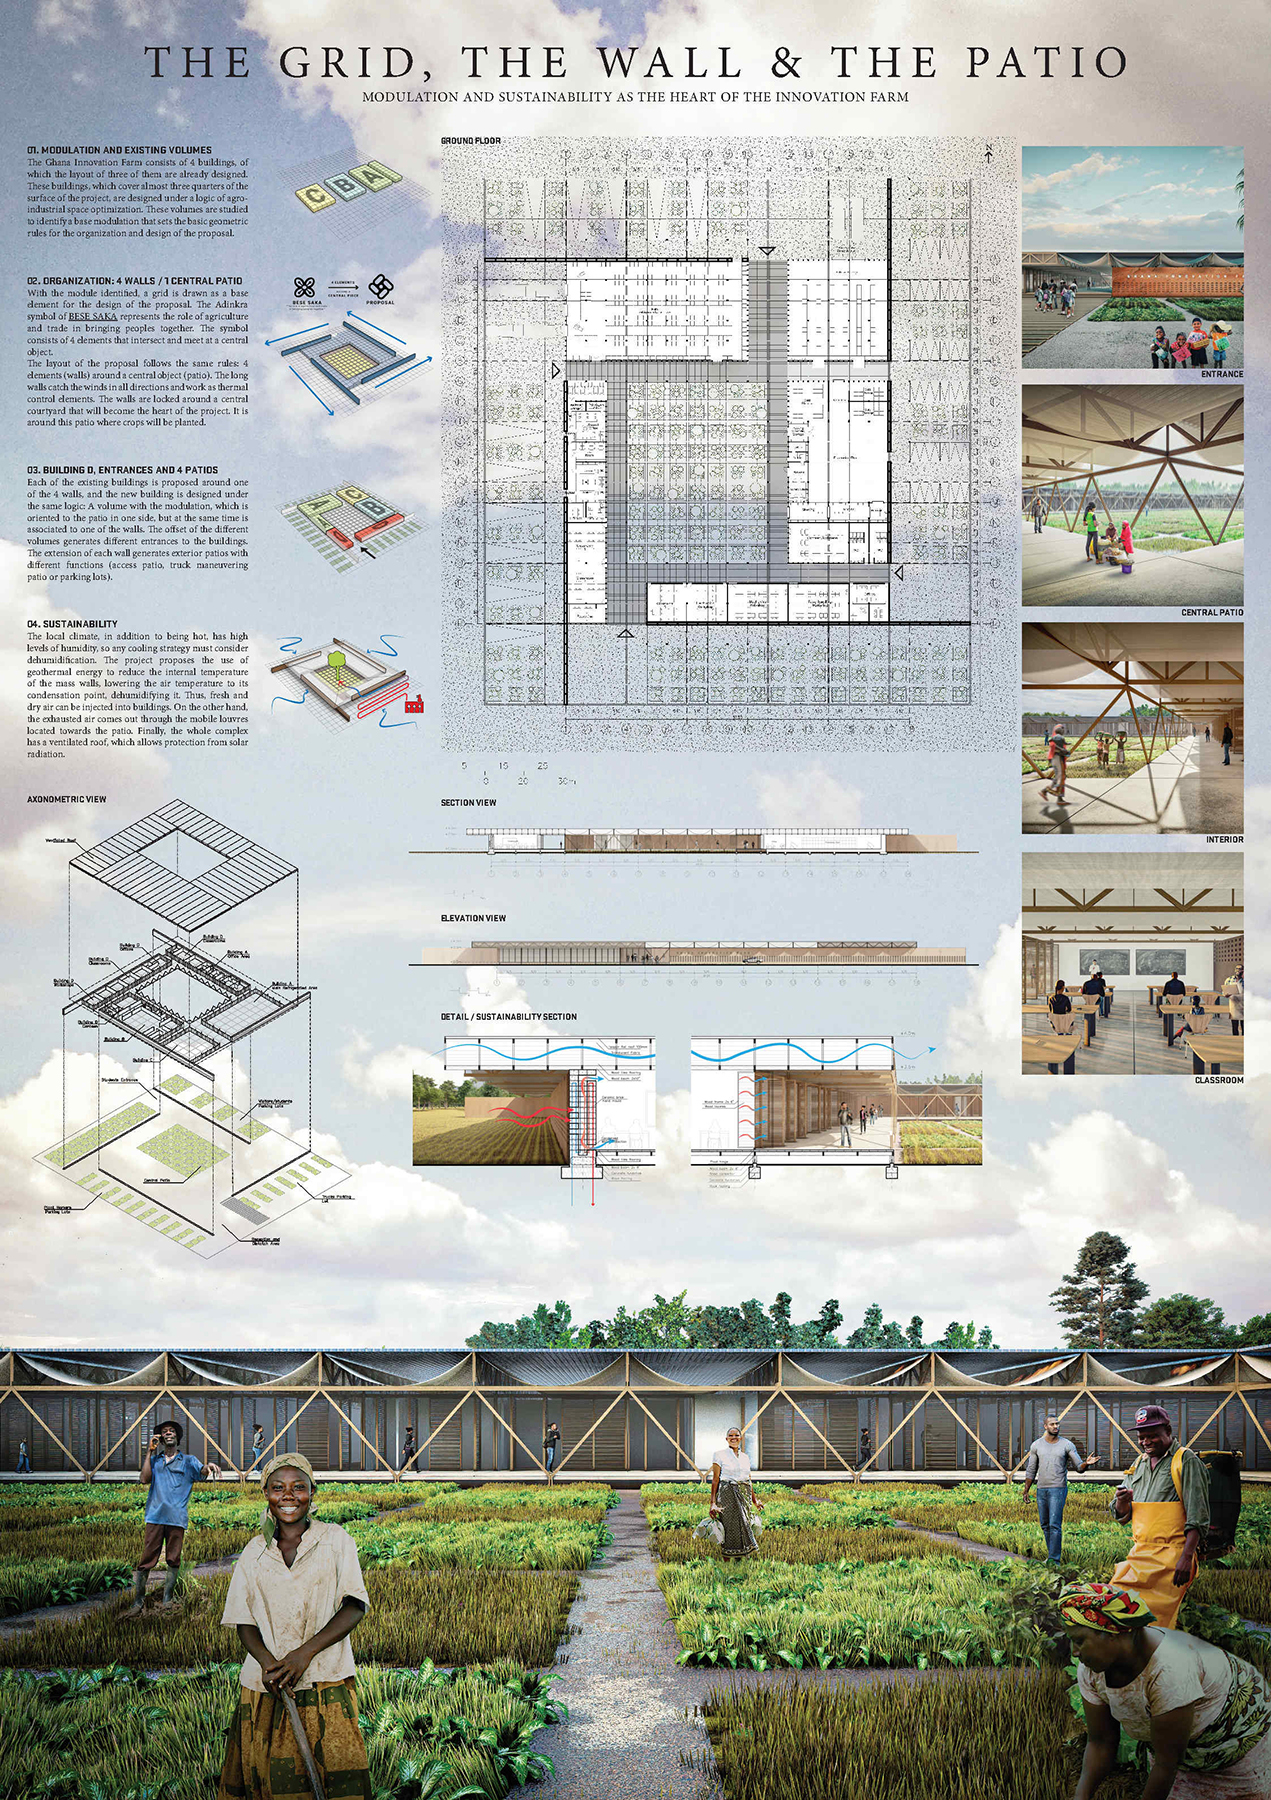 THE GRID, THE WALL & THE PATIO
MODULATION AND SUSTAINABILITY AS THE HEART OF THE INNOVATION FARM
01. MODULATION AND EXISTING VOLUMES
The Ghana Innovation Farm consists of 4 buildings, of
which the layout of three of them are already designed.
These buildings, which cover almost three quarters of the
surface of the project, are designed under a logic of agro-
industrial space optimization. These volumes are studied
to identify a base modulation that sets the basic geometric
rules for the organization and design of the proposal.
C B A
02. ORGANIZATION: 4 WALLS / 1 CENTRAL PATIO
With the module identified, a grid is drawn as a base
element for the design of the proposal. The Adinkra
symbol of BESE SAKA represents the role of agriculture
and trade in bringing peoples together. The symbol
consists of 4 elements that intersect and meet at a central
object.
The layout of the proposal follows the same rules: 4
elements (walls) around a central object (patio). The long
walls catch the winds in all directions and work as thermal
control elements. The walls are locked around a central
courtyard that will become the heart of the project. It is
around this patio where crops will be planted.
BESE SAKA
4 ELEMENTS
CENTRAL PIECE
PROPOSAL
03. BUILDING D, ENTRANCES AND 4 PATIOS
Each of the existing buildings is proposed around one
of the 4 walls, and the new building is designed under
the same logic: A volume with the modulation, which is
oriented to the patio in one side, but at the same time is
associated to one of the walls. The offset of the different
volumes generates different entrances to the buildings.
The extension of each wall generates exterior patios with
different functions (access patio, truck maneuvering
patio or parking lots).
A C
D B
04. SUSTAINABILITY
The local climate, in addition to being hot, has high
levels of humidity, so any cooling strategy must consider
dehumidification. The project proposes the use of
geothermal energy to reduce the internal temperature
of the mass walls, lowering the air temperature to its
condensation point, dehumidifying it. Thus, fresh and
dry air can be injected into buildings. On the other hand,
the exhausted air comes out through the mobile louvres
located towards the patio. Finally, the whole complex
has a ventilated roof, which allows protection from solar
radiation.
GROUND FLOOR
N
5 15 25
0 20 30m
ENTRANCE
CENTRAL PATIO
INTERIOR
CLASSROOM
AXONOMETRIC VIEW
Ventilated Roof
Building D
Offices
Building D
Classrooms
Building A
Office Area
Building B
Canteen
Building B
Building C
Students Entrance
Visitors/students
Parking Lots
Central Patio
Trucks Parking
Lot
Parking Lots
Reception and
Dispatch Area
SECTION VIEW
ELEVATION VIEW
DETAIL / SUSTAINABILITY SECTION